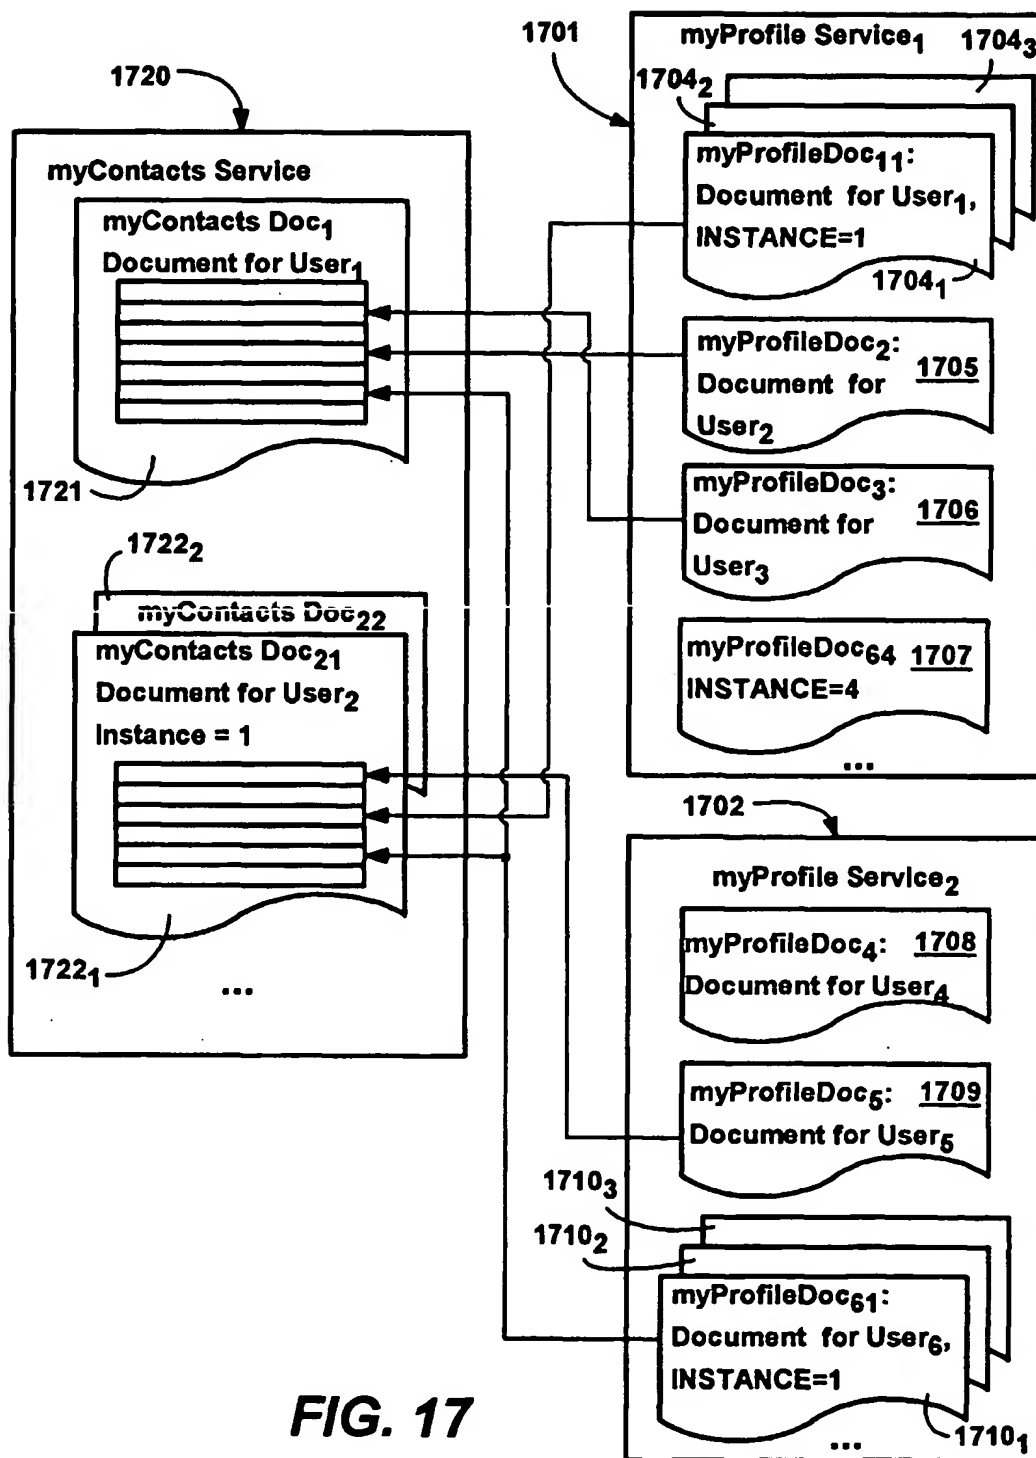 1720
myContacts Service
myContacts Doc₁
Document for User₁
1721
1722₂
myContacts Doc₂₂
myContacts Doc₂₁
Document for User₂
Instance = 1
1722₁
...
1701
myProfile Service₁
1704₃
1704₂
myProfileDoc₁₁:
Document for User₁,
INSTANCE=1
1704₁
myProfileDoc₂:
1705
Document for
User₂
myProfileDoc₃:
1706
Document for
User₃
myProfileDoc₆₄
1707
INSTANCE=4
...
1702
myProfile Service₂
myProfileDoc₄:
1708
Document for User₄
myProfileDoc₅:
1709
Document for User₅
1710₃
1710₂
myProfileDoc₆₁:
Document for User₆,
INSTANCE=1
1710₁
...
FIG. 17